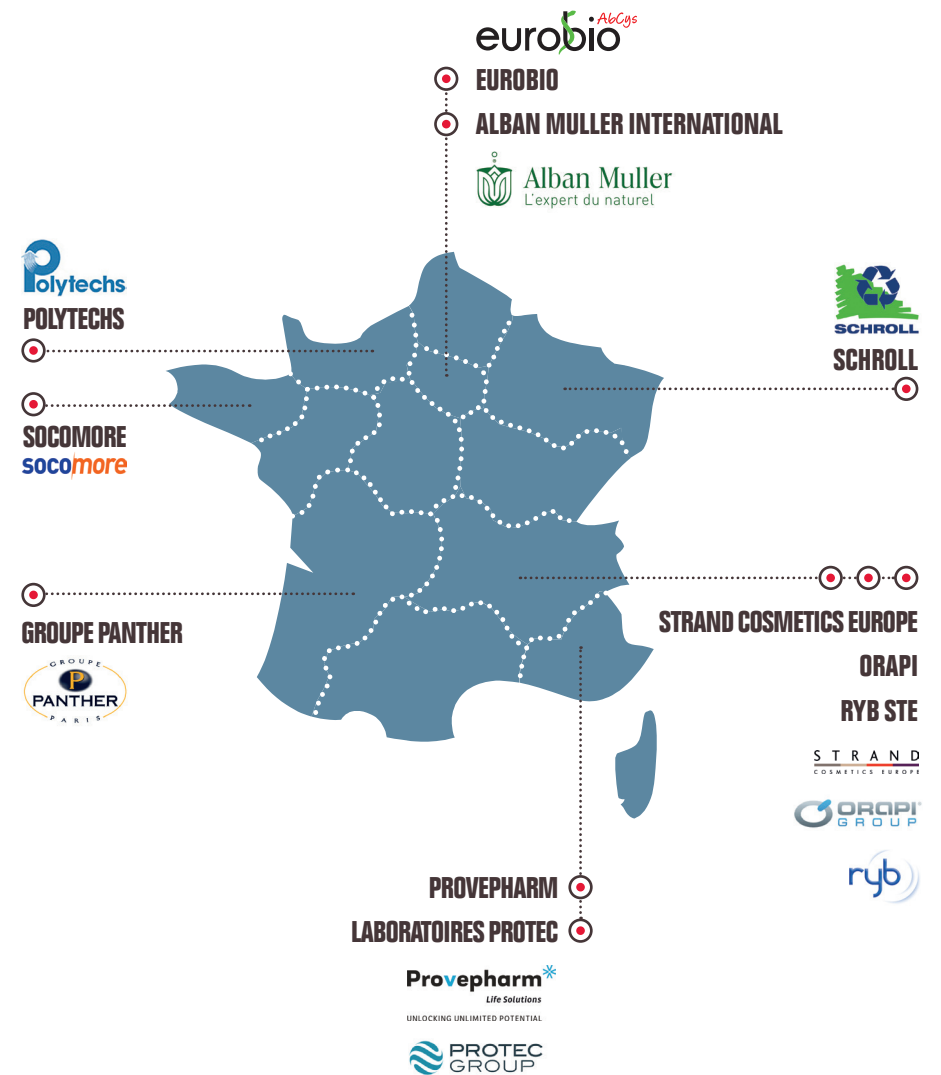 eurobio AbCys
EUROBIO
ALBAN MULLER INTERNATIONAL
Alban Muller
L'expert du naturel
Polytechs
POLYTECHS
SOCOMORE
socomore
SCHROLL
SCHROLL
GROUPE PANTHER
GROUPE
P
PANTHER
PARIS
STRAND COSMETICS EUROPE
ORAPI
RYB STE
STRAND
COSMETICS EUROPE
ORAPI
GROUP
ryb
PROVEPHARM
LABORATOIRES PROTEC
Provepharm
Life Solutions
UNLOCKING UNLIMITED POTENTIAL
PROTEC
GROUP